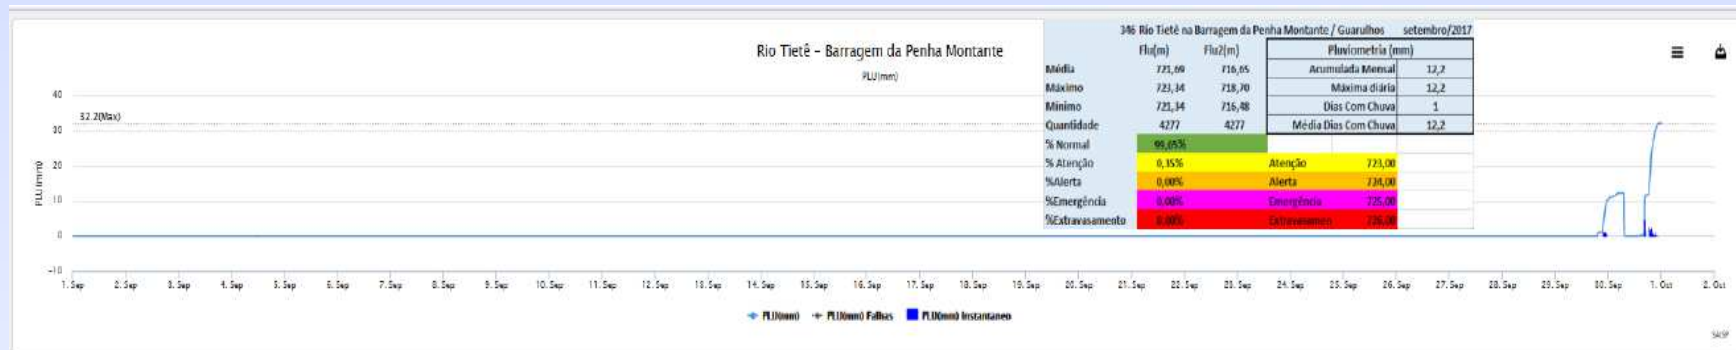 346 Rio Tietê na Barragem da Penha Montante / Guarulhos setembro/2017
Rio Tietê - Barragem da Penha Montante
PLU(mm)
Flu(m) Flu2(m) Pluviometria (mm)
Média 721,69 716,65 Acumulada Mensal 12,2
Máximo 723,34 718,70 Máxima diária 12,2
Mínimo 721,34 716,48 Dias Com Chuva 1
Quantidade 4277 4277 Média Dias Com Chuva 12,2
% Normal 99,65%
% Atenção 0,35% Atenção 723,00
%Alerta 0,00% Alerta 724,00
%Emergência 0,00% Emergência 725,00
%Extravasamento 0,00% 726,00
PLU (mm)
40
32.2(Max)
30
20
10
0
-10
1.Sep 2.Sep 3.Sep 4.Sep 5.Sep 6.Sep 7.Sep 8.Sep 9.Sep 10.Sep 11.Sep 12.Sep 13.Sep 14.Sep 15.Sep 16.Sep 17.Sep 18.Sep 19.Sep 20.Sep 21.Sep 22.Sep 23.Sep 24.Sep 25.Sep 26.Sep 27.Sep 28.Sep 29.Sep 30.Sep 1.Oct 2.Oct
PLU(mm) PLU(mm) Falhas PLU(mm) Instantaneo